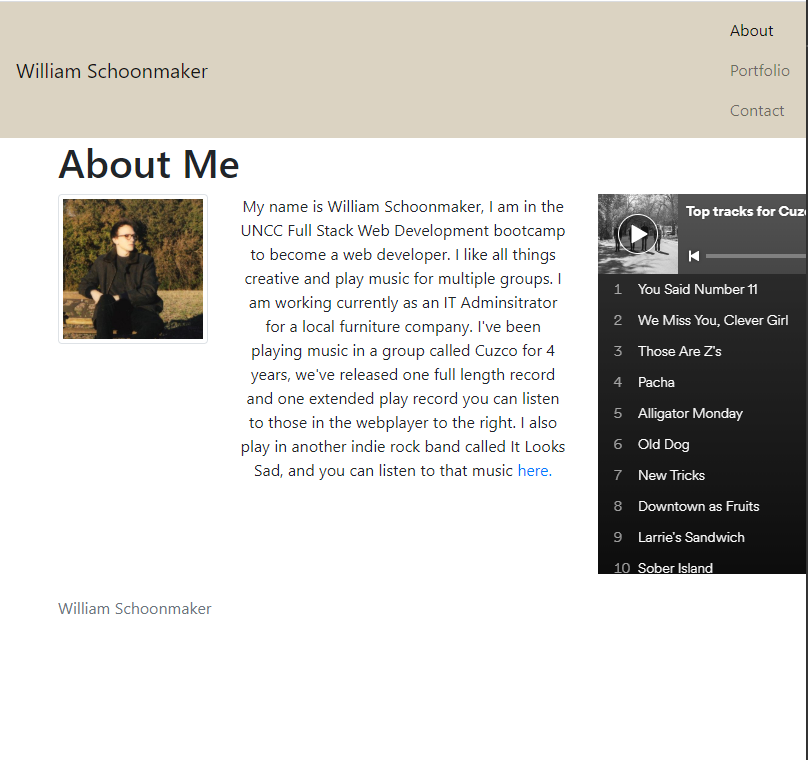 About
William Schoonmaker
Portfolio
Contact
About Me
My name is William Schoonmaker, I am in the
UNCC Full Stack Web Development bootcamp
to become a web developer. I like all things
creative and play music for multiple groups. I
am working currently as an IT Adminsitrator
for a local furniture company. I've been
playing music in a group called Cuzco for 4
years, we've released one full length record
and one extended play record you can listen
to those in the webplayer to the right. I also
play in another indie rock band called It Looks
Sad, and you can listen to that music here.
Top tracks for Cuz
1 You Said Number 11
2 We Miss You, Clever Girl
3 Those Are Z's
4 Pacha
5 Alligator Monday
6 Old Dog
7 New Tricks
8 Downtown as Fruits
9 Larrie's Sandwich
10 Sober Island
William Schoonmaker